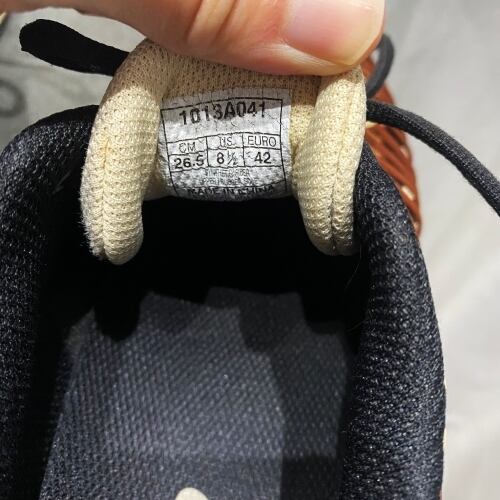 1013A041
CM US EURO
26.5 8½ 42
MADE IN CHINA